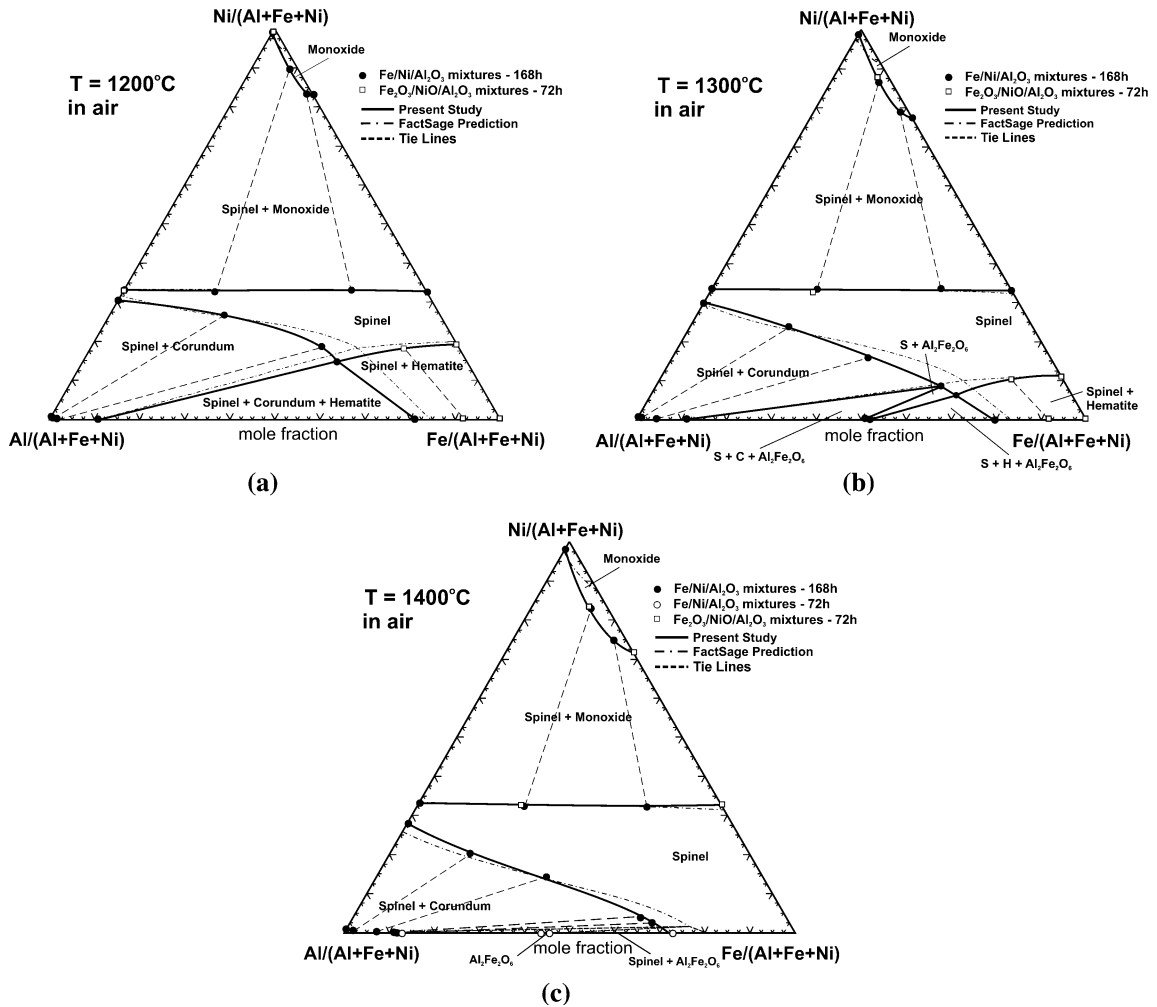 Ni/(Al+Fe+Ni)
Monoxide
T = 1200°C
in air
Fe/Ni/Al₂O₃ mixtures - 168h
Fe₂O₃/NiO/Al₂O₃ mixtures - 72h
Present Study
FactSage Prediction
Tie Lines
Spinel + Monoxide
Spinel
Spinel + Corundum
Spinel + Hematite
Spinel + Corundum + Hematite
Al/(Al+Fe+Ni)
mole fraction
Fe/(Al+Fe+Ni)
(a)
Ni/(Al+Fe+Ni)
Monoxide
T = 1300°C
in air
Fe/Ni/Al₂O₃ mixtures - 168h
Fe₂O₃/NiO/Al₂O₃ mixtures - 72h
Present Study
FactSage Prediction
Tie Lines
Spinel + Monoxide
Spinel
S + Al₂Fe₂O₆
Spinel + Corundum
Spinel +
Hematite
Al/(Al+Fe+Ni)
mole fraction
Fe/(Al+Fe+Ni)
S + C + Al₂Fe₂O₆
S + H + Al₂Fe₂O₆
(b)
Ni/(Al+Fe+Ni)
Monoxide
T = 1400°C
in air
Fe/Ni/Al₂O₃ mixtures - 168h
Fe/Ni/Al₂O₃ mixtures - 72h
Fe₂O₃/NiO/Al₂O₃ mixtures - 72h
Present Study
FactSage Prediction
Tie Lines
Spinel + Monoxide
Spinel
Spinel + Corundum
Al/(Al+Fe+Ni)
mole fraction
Fe/(Al+Fe+Ni)
Al₂Fe₂O₆
Spinel + Al₂Fe₂O₆
(c)